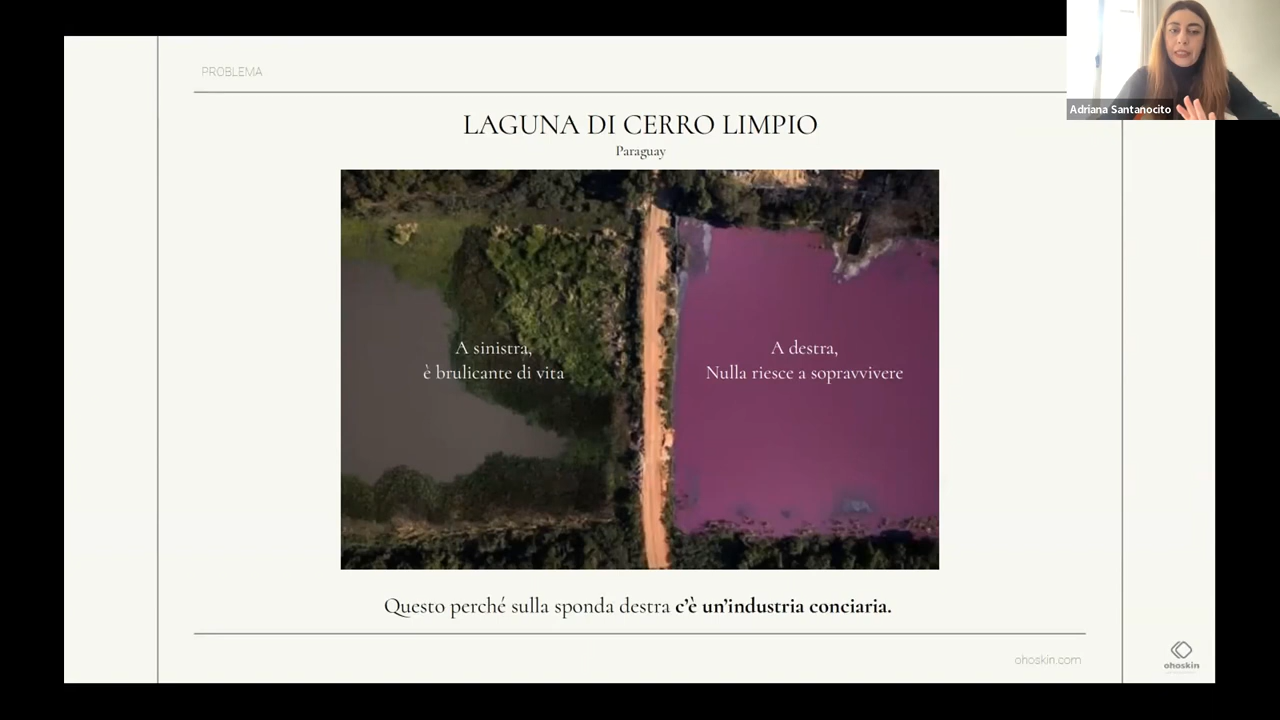 PROBLEMA
Adriana Santanocito
LAGUNA DI CERRO LIMPIO
Paraguay
A sinistra,
è brulicante di vita
A destra,
Nulla riesce a sopravvivere
Questo perché sulla sponda destra c’è un’industria conciaria.
ohoskin.com
ohoskin